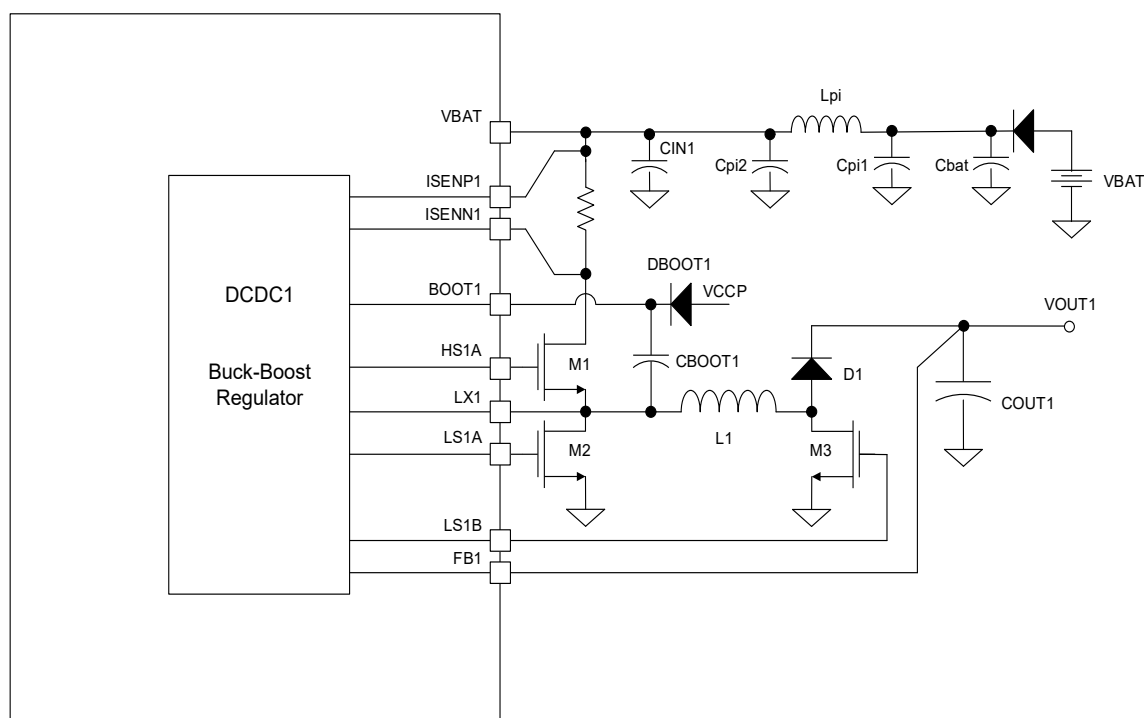 Lpi
VBAT
CIN1
Cpi2
Cpi1
Cbat
VBAT
ISENP1
ISENN1
DBOOT1
VCCP
BOOT1
VOUT1
DCDC1
Buck-Boost
Regulator
HS1A
M1
CBOOT1
D1
COUT1
LX1
L1
LS1A
M2
M3
LS1B
FB1